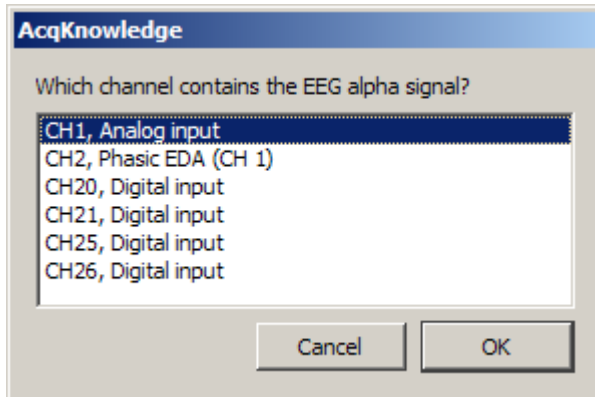 AcqKnowledge
Which channel contains the EEG alpha signal?
CH1, Analog input
CH2, Phasic EDA (CH 1)
CH20, Digital input
CH21, Digital input
CH25, Digital input
CH26, Digital input
Cancel OK